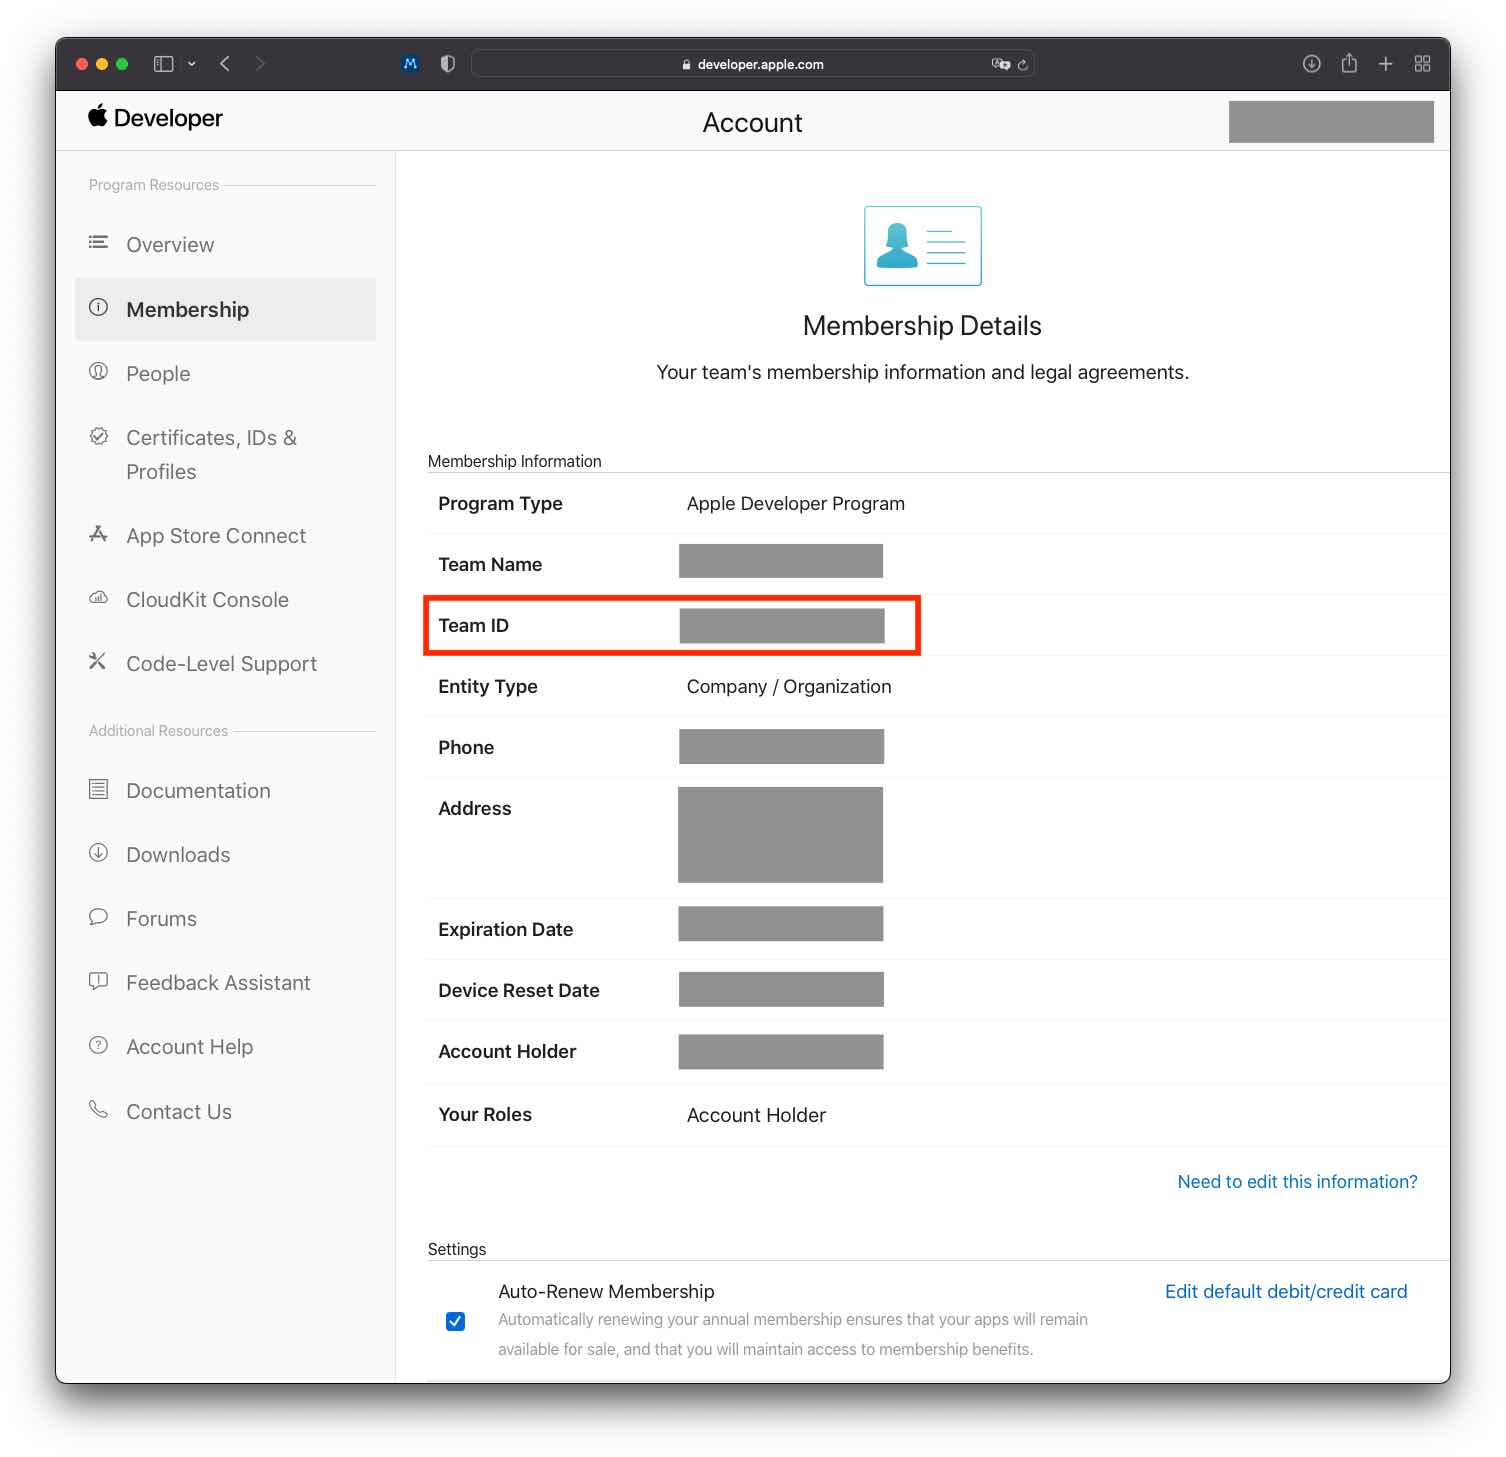 developer.apple.com
Developer
Account
Program Resources
Overview
Membership
People
Certificates, IDs &
Profiles
App Store Connect
CloudKit Console
Code-Level Support
Additional Resources
Documentation
Downloads
Forums
Feedback Assistant
Account Help
Contact Us
Membership Details
Your team's membership information and legal agreements.
Membership Information
Program Type Apple Developer Program
Team Name
Team ID
Entity Type Company / Organization
Phone
Address
Expiration Date
Device Reset Date
Account Holder
Your Roles Account Holder
Need to edit this information?
Settings
Auto-Renew Membership Edit default debit/credit card
Automatically renewing your annual membership ensures that your apps will remain
available for sale, and that you will maintain access to membership benefits.